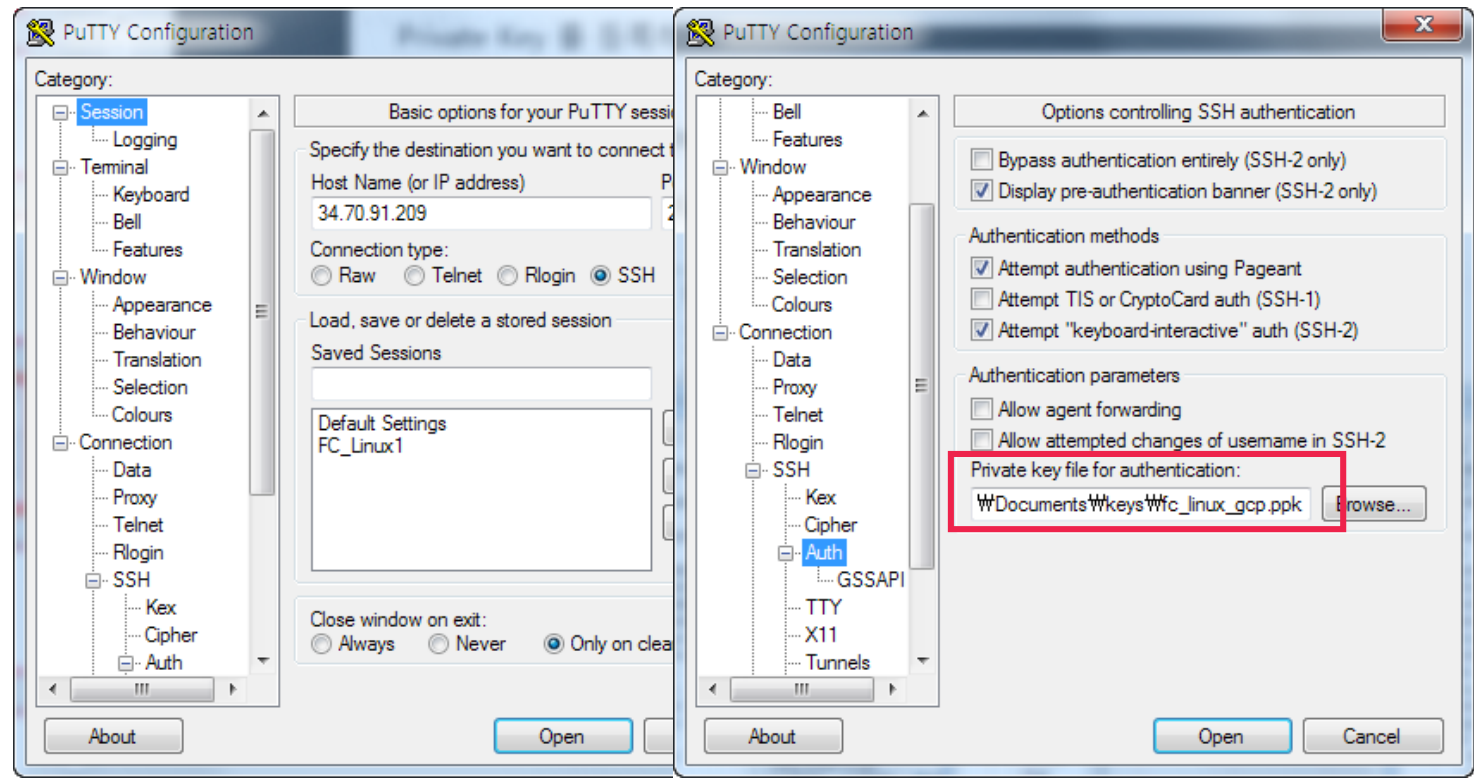 PuTTY Configuration
Category:
Session
Logging
Terminal
Keyboard
Bell
Features
Window
Appearance
Behaviour
Translation
Selection
Colours
Connection
Data
Proxy
Telnet
Rlogin
SSH
Kex
Cipher
Auth
Basic options for your PuTTY sessi
Specify the destination you want to connect t
Host Name (or IP address)
34.70.91.209
Connection type:
Raw Telnet Rlogin SSH
Load, save or delete a stored session
Saved Sessions
Default Settings
FC_Linux1
Close window on exit:
Always Never Only on clea
About Open
PuTTY Configuration
Category:
Bell
Features
Window
Appearance
Behaviour
Translation
Selection
Colours
Connection
Data
Proxy
Telnet
Rlogin
SSH
Kex
Cipher
Auth
GSSAPI
TTY
X11
Tunnels
Options controlling SSH authentication
Bypass authentication entirely (SSH-2 only)
Display pre-authentication banner (SSH-2 only)
Authentication methods
Attempt authentication using Pageant
Attempt TIS or CryptoCard auth (SSH-1)
Attempt "keyboard-interactive" auth (SSH-2)
Authentication parameters
Allow agent forwarding
Allow attempted changes of username in SSH-2
Private key file for authentication:
₩Documents₩keys₩fc_linux_gcp.ppk Browse...
About Open Cancel